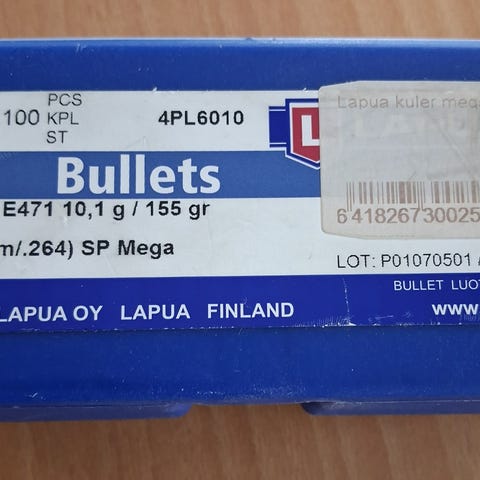 100 PCS KPL ST
4PL6010
L
Lapua kuler mega
Bullets
E471 10,1 g / 155 gr
6 418267 30025
m/.264) SP Mega
LOT: P01070501
BULLET LUOT
LAPUA OY LAPUA FINLAND
www.